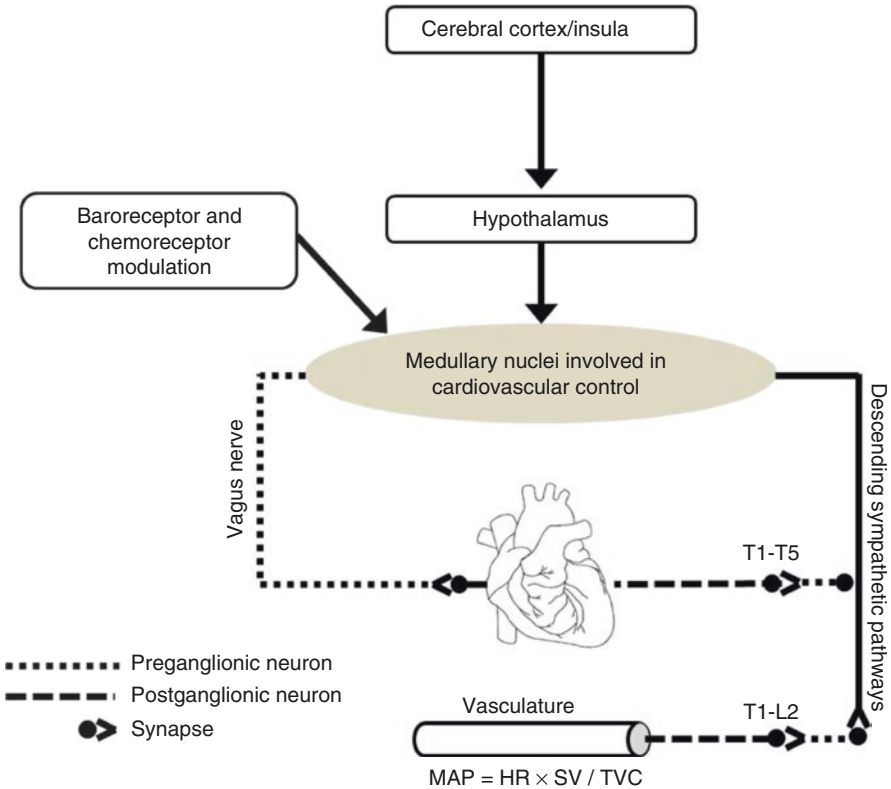 Cerebral cortex/insula
Hypothalamus
Baroreceptor and
chemoreceptor
modulation
Medullary nuclei involved in
cardiovascular control
Vagus nerve
Descending sympathetic pathways
T1-T5
Preganglionic neuron
Postganglionic neuron
Synapse
Vasculature
T1-L2
MAP = HR × SV / TVC